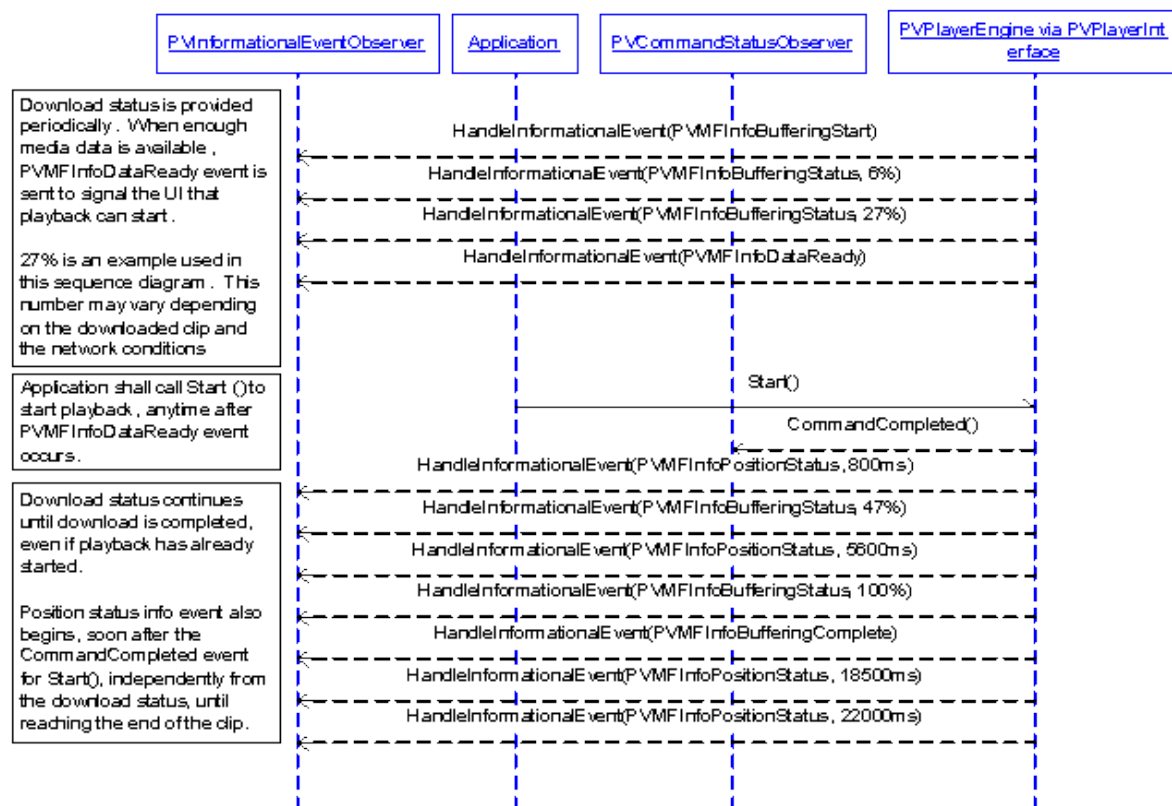 PVInformationalEventObserver
Application
PVCommandStatusObserver
PVPlayerEngine via PVPlayerInt
erface
Download status is provided
periodically . When enough
media data is available ,
PVMFInfoDataReady event is
sent to signal the UI that
playback can start .
27% is an example used in
this sequence diagram . This
number may vary depending
on the downloaded clip and
the network conditions
HandleInformationalEvent(PVMFInfoBufferingStart)
HandleInformationalEvent(PVMFInfoBufferingStatus, 6%)
HandleInformationalEvent(PVMFInfoBufferingStatus, 27%)
HandleInformationalEvent(PVMFInfoDataReady)
Application shall call Start () to
start playback , anytime after
PVMFInfoDataReady event
occurs .
Start()
CommandCompleted()
HandleInformationalEvent(PVMFInfoPositionStatus, 800ms)
Download status continues
until download is completed,
even if playback has already
started.
Position status info event also
begins, soon after the
CommandCompleted event
for Start(), independently from
the download status, until
reaching the end of the clip.
HandleInformationalEvent(PVMFInfoBufferingStatus, 47%)
HandleInformationalEvent(PVMFInfoPositionStatus, 5600ms)
HandleInformationalEvent(PVMFInfoBufferingStatus, 100%)
HandleInformationalEvent(PVMFInfoBufferingComplete)
HandleInformationalEvent(PVMFInfoPositionStatus, 18500ms)
HandleInformationalEvent(PVMFInfoPositionStatus, 22000ms)